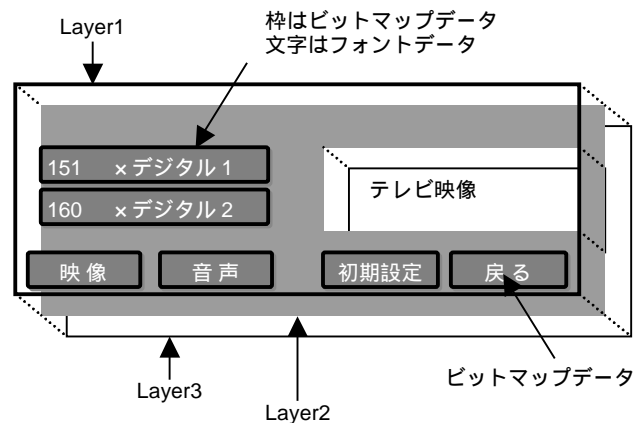 Layer1
枠はビットマップデータ
文字はフォントデータ
151 ×デジタル1
160 ×デジタル2
テレビ映像
映 像
音 声
初期設定
戻 る
ビットマップデータ
Layer3
Layer2